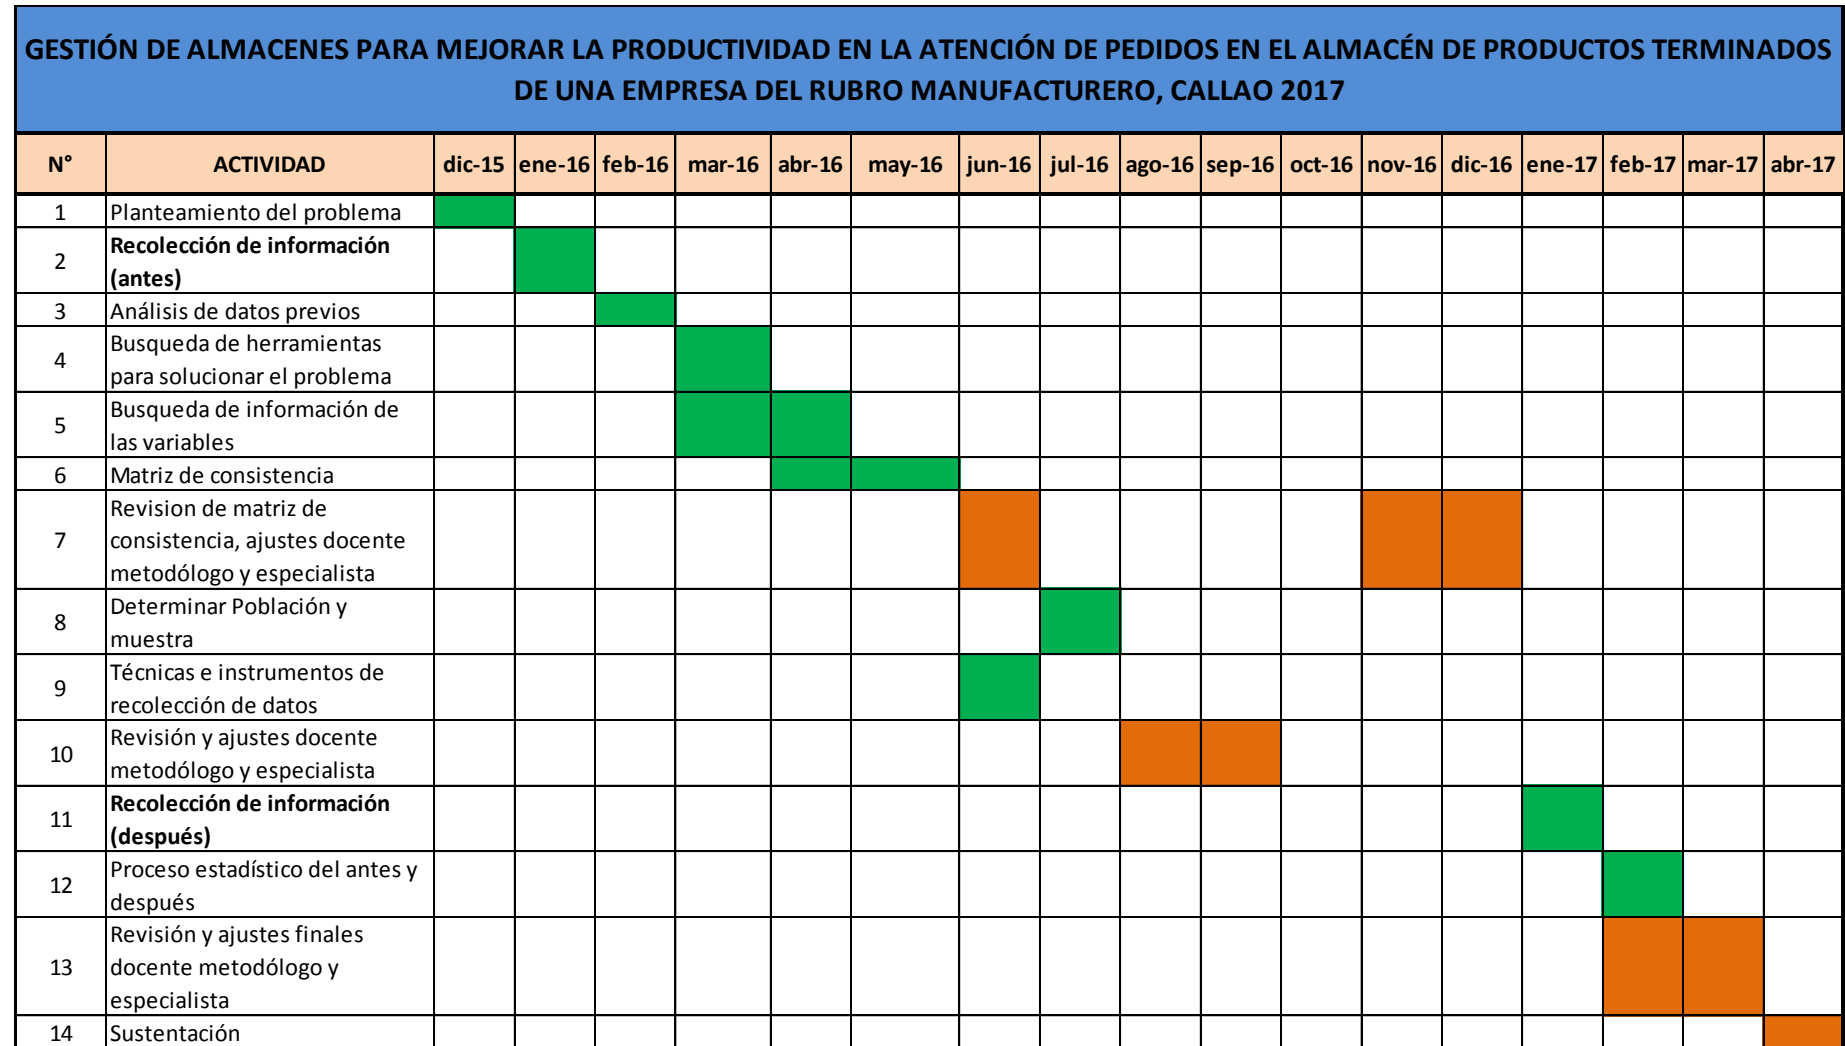 GESTIÓN DE ALMACENES PARA MEJORAR LA PRODUCTIVIDAD EN LA ATENCIÓN DE PEDIDOS EN EL ALMACÉN DE PRODUCTOS TERMINADOS
DE UNA EMPRESA DEL RUBRO MANUFACTURERO, CALLAO 2017
N° ACTIVIDAD dic-15 ene-16 feb-16 mar-16 abr-16 may-16 jun-16 jul-16 ago-16 sep-16 oct-16 nov-16 dic-16 ene-17 feb-17 mar-17 abr-17
1 Planteamiento del problema
2 Recolección de información
(antes)
3 Análisis de datos previos
4 Busqueda de herramientas
para solucionar el problema
5 Busqueda de información de
las variables
6 Matriz de consistencia
7 Revision de matriz de
consistencia, ajustes docente
metodólogo y especialista
8 Determinar Población y
muestra
9 Técnicas e instrumentos de
recolección de datos
10 Revisión y ajustes docente
metodólogo y especialista
11 Recolección de información
(después)
12 Proceso estadístico del antes y
después
13 Revisión y ajustes finales
docente metodólogo y
especialista
14 Sustentación